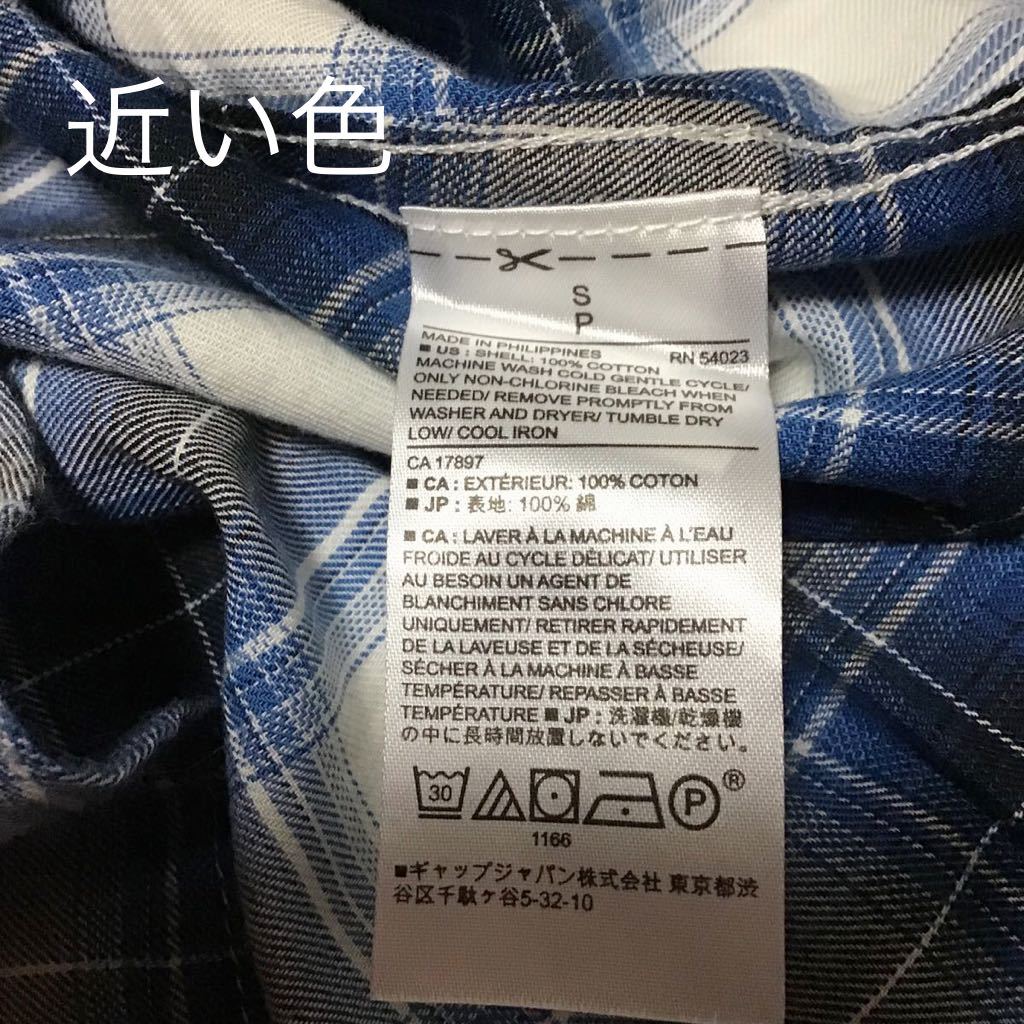 近い色
S
P
MADE IN PHILIPPINES RN 54023
■ US : SHELL: 100% COTTON
MACHINE WASH COLD GENTLE CYCLE/
ONLY NON-CHLORINE BLEACH WHEN
NEEDED/ REMOVE PROMPTLY FROM
WASHER AND DRYER/ TUMBLE DRY
LOW/ COOL IRON
CA 17897
■ CA : EXTÉRIEUR: 100% COTON
■ JP : 表地: 100% 綿
■ CA : LAVER À LA MACHINE À L'EAU
FROIDE AU CYCLE DÉLICAT/ UTILISER
AU BESOIN UN AGENT DE
BLANCHIMENT SANS CHLORE
UNIQUEMENT/ RETIRER RAPIDEMENT
DE LA LAVEUSE ET DE LA SÉCHEUSE/
SÉCHER À LA MACHINE À BASSE
TEMPÉRATURE/ REPASSER À BASSE
TEMPÉRATURE ■ JP : 洗濯機/乾燥機
の中に長時間放置しないでください。
30 P ®
1166
■ギャップジャパン株式会社 東京都渋
谷区千駄ヶ谷5-32-10